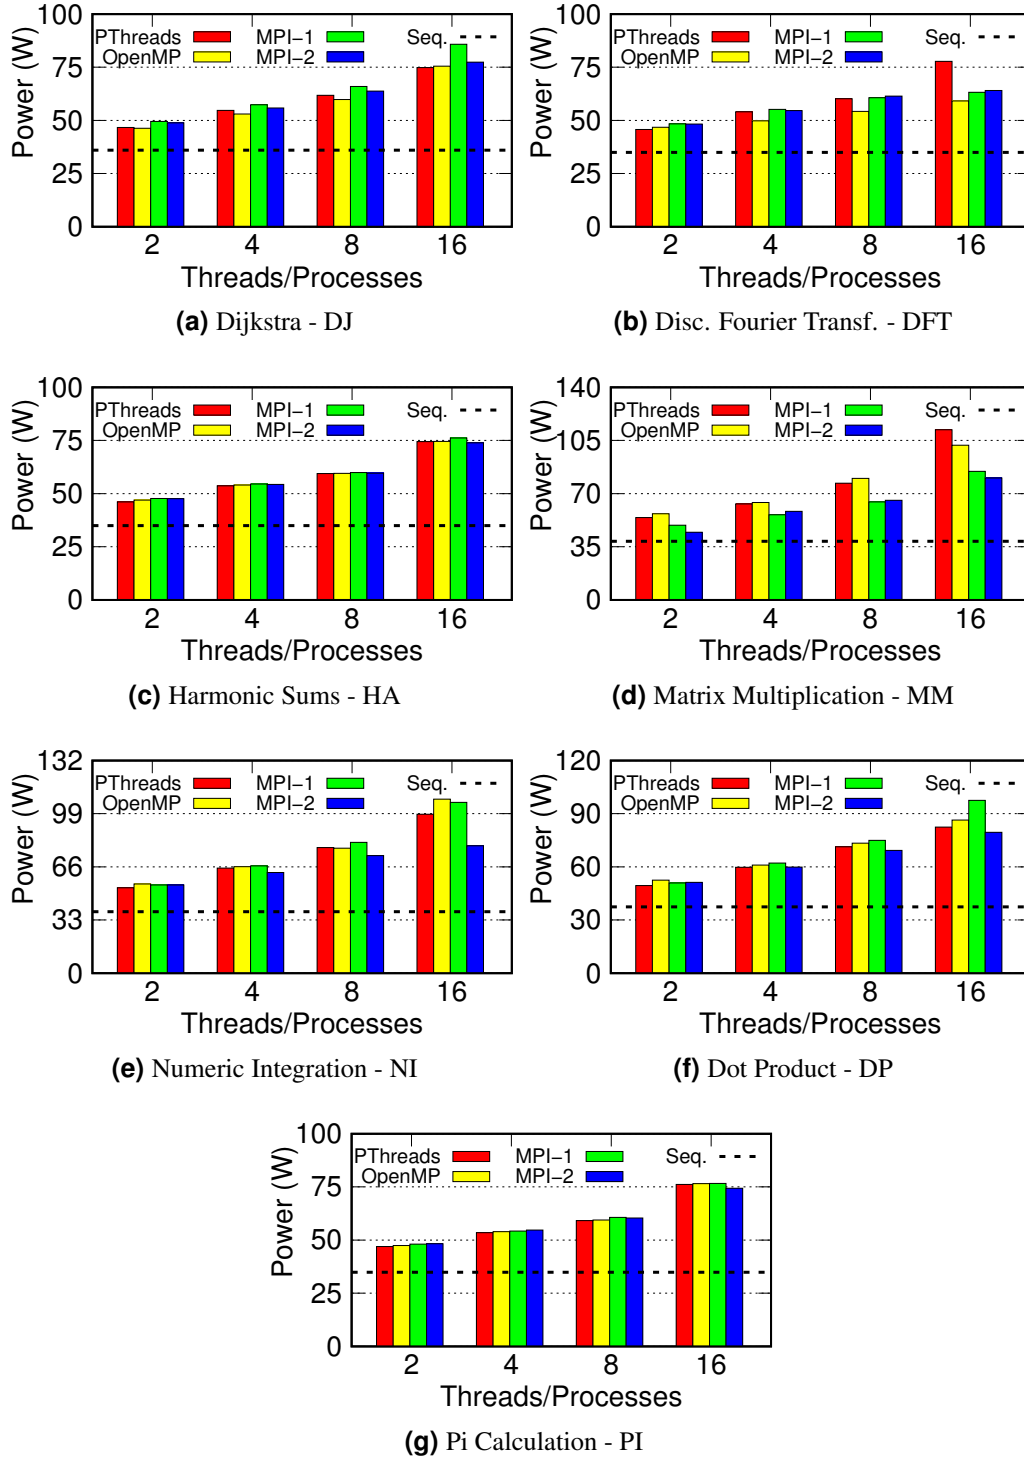 100
75
50
25
0
Power (W)
PThreads
OpenMP
MPI−1
MPI−2
Seq.
2 4 8 16
Threads/Processes
(a) Dijkstra - DJ
100
75
50
25
0
Power (W)
PThreads
OpenMP
MPI−1
MPI−2
Seq.
2 4 8 16
Threads/Processes
(b) Disc. Fourier Transf. - DFT
100
75
50
25
0
Power (W)
PThreads
OpenMP
MPI−1
MPI−2
Seq.
2 4 8 16
Threads/Processes
(c) Harmonic Sums - HA
140
105
70
35
0
Power (W)
PThreads
OpenMP
MPI−1
MPI−2
Seq.
2 4 8 16
Threads/Processes
(d) Matrix Multiplication - MM
132
99
66
33
0
Power (W)
PThreads
OpenMP
MPI−1
MPI−2
Seq.
2 4 8 16
Threads/Processes
(e) Numeric Integration - NI
120
90
60
30
0
Power (W)
PThreads
OpenMP
MPI−1
MPI−2
Seq.
2 4 8 16
Threads/Processes
(f) Dot Product - DP
100
75
50
25
0
Power (W)
PThreads
OpenMP
MPI−1
MPI−2
Seq.
2 4 8 16
Threads/Processes
(g) Pi Calculation - PI